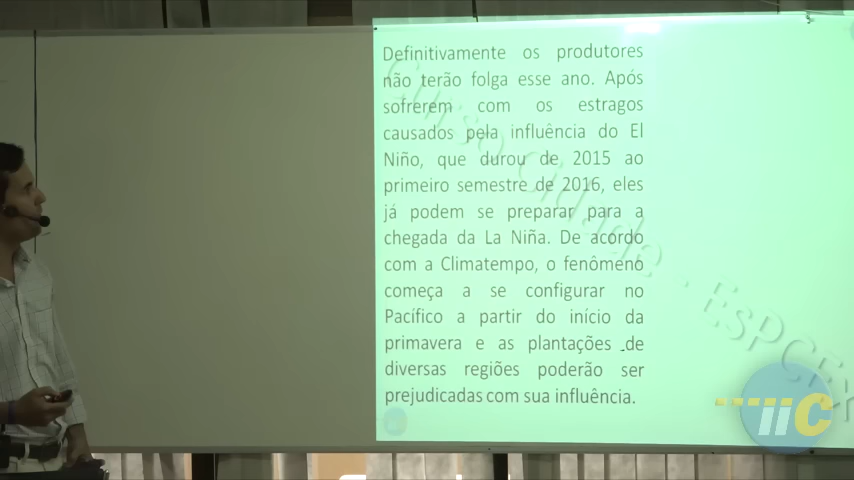 Definitivamente os produtores
não terão folga esse ano. Após
sofrerem com os estragos
causados pela influência do El
Niño, que durou de 2015 ao
primeiro semestre de 2016, eles
já podem se preparar para a
chegada da La Niña. De acordo
com a Climatempo, o fenômeno
começa a se configurar no
Pacífico a partir do início da
primavera e as plantações de
diversas regiões poderão ser
prejudicadas com sua influência.
Curso Cidade - EsPCEX